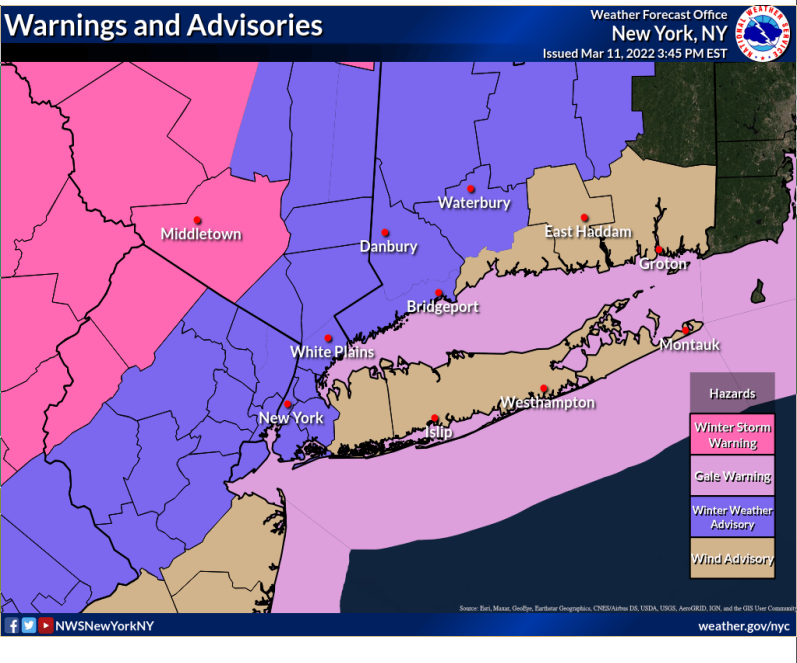 Warnings and Advisories
Weather Forecast Office
New York, NY
Issued Mar 11, 2022 3:45 PM EST
NATIONAL WEATHER SERVICE
Waterbury
Middletown
East Haddam
Danbury
Groton
Bridgeport
White Plains
Montauk
Hazards
Westhampton
New York
Islip
Winter Storm
Warning
Gale Warning
Winter Weather
Advisory
Wind Advisory
Source: Esri, Maxar, GeoEye, Earthstar Geographics, CNES/Airbus DS, USDA, USGS, AeroGRID, IGN, and the GIS User Community
NWSNewYorkNY
weather.gov/nyc